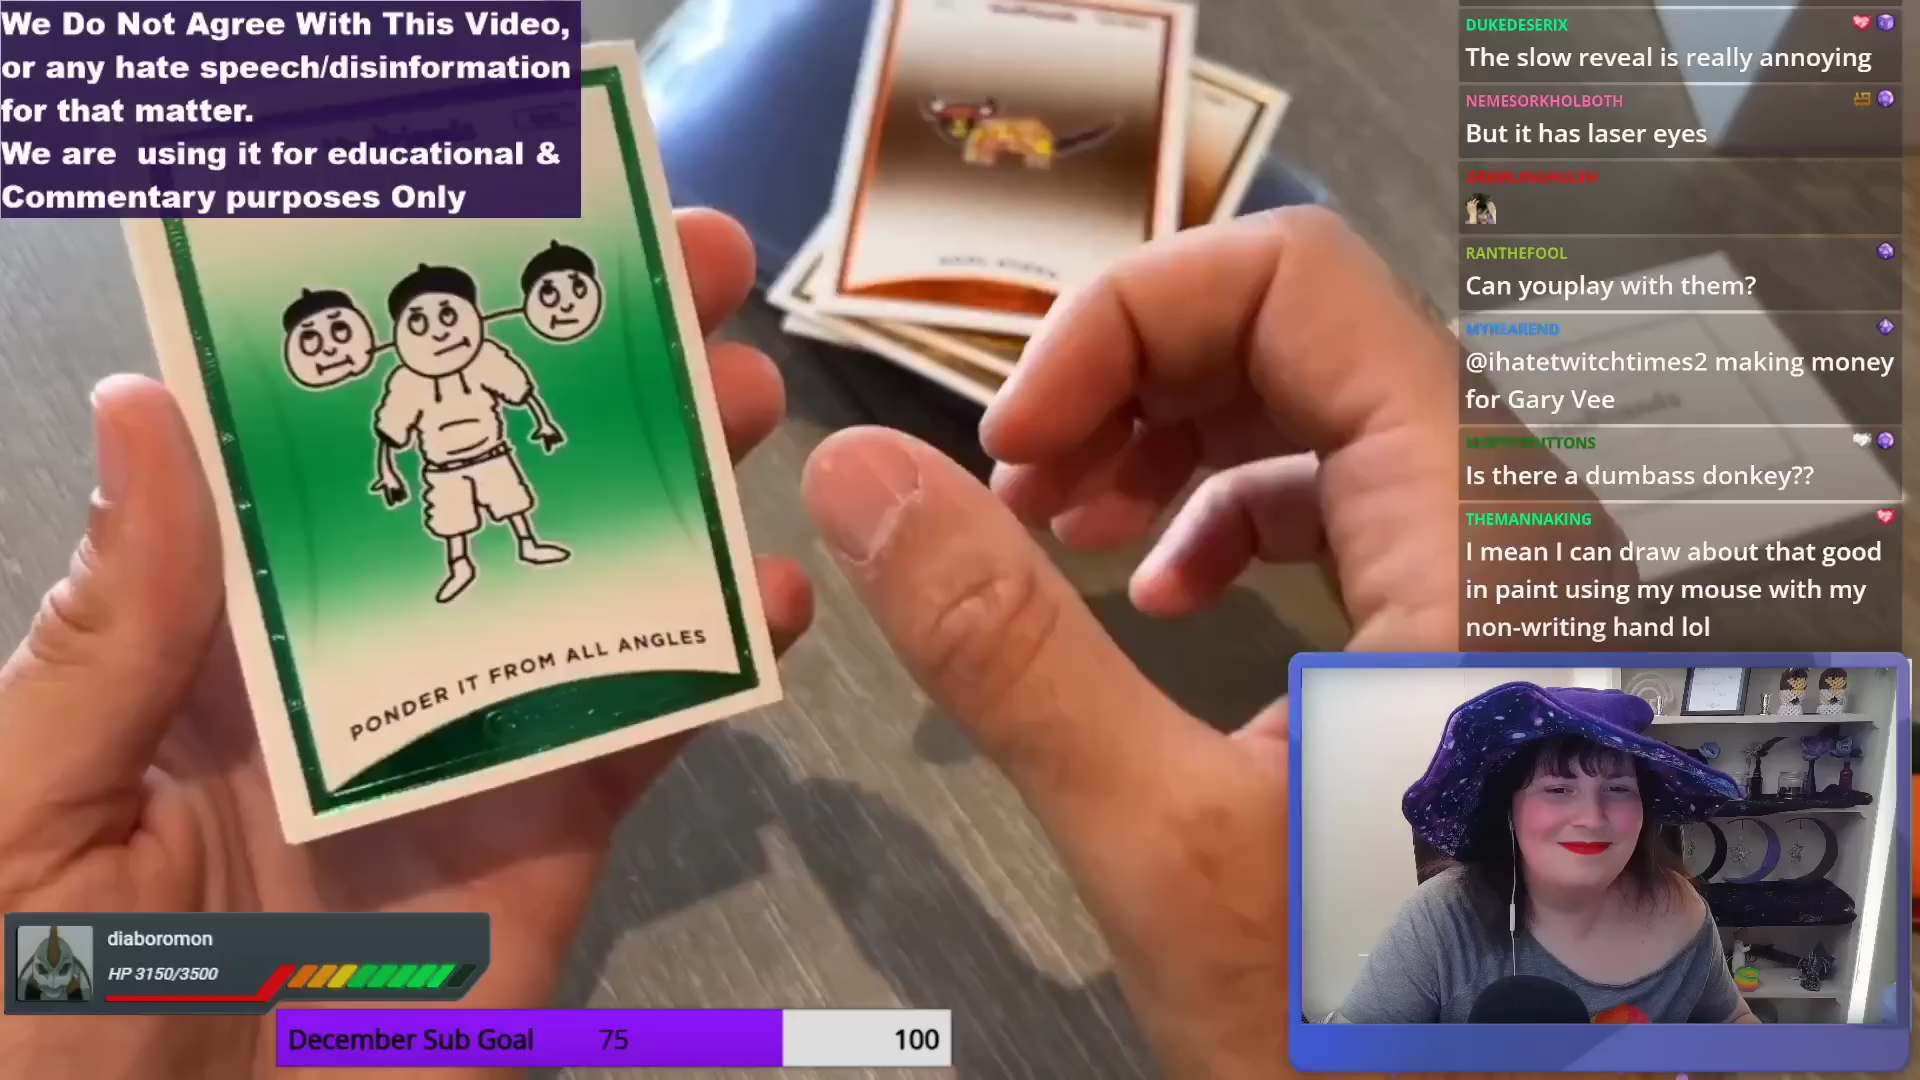 We Do Not Agree With This Video,
or any hate speech/disinformation
for that matter.
We are using it for educational &
Commentary purposes Only
PONDER IT FROM ALL ANGLES
DUKEDESERIX
The slow reveal is really annoying
NEMESORKHOLBOTH
But it has laser eyes
GREMLINGHULEH
RANTHEFOOL
Can youplay with them?
MYREAREND
@ihatetwitchtimes2 making money
for Gary Vee
Is there a dumbass donkey??
THEMANNAKING
I mean I can draw about that good
in paint using my mouse with my
non-writing hand lol
diaboromon
HP 3150/3500
December Sub Goal 75 100